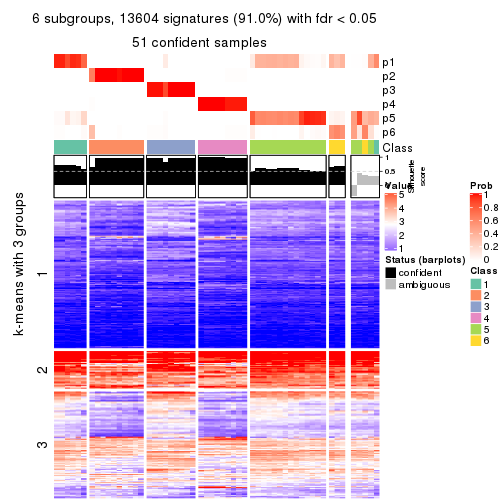 6 subgroups, 13604 signatures (91.0%) with fdr < 0.05
51 confident samples
p1
p2
p3
p4
p5
p6
Class
1
0.5
0
Silhouette
score
k-means with 3 groups
1
2
3
Value
5
4
3
2
1
Status (barplots)
confident
ambiguous
Prob
1
0.8
0.6
0.4
0.2
0
Class
1
2
3
4
5
6